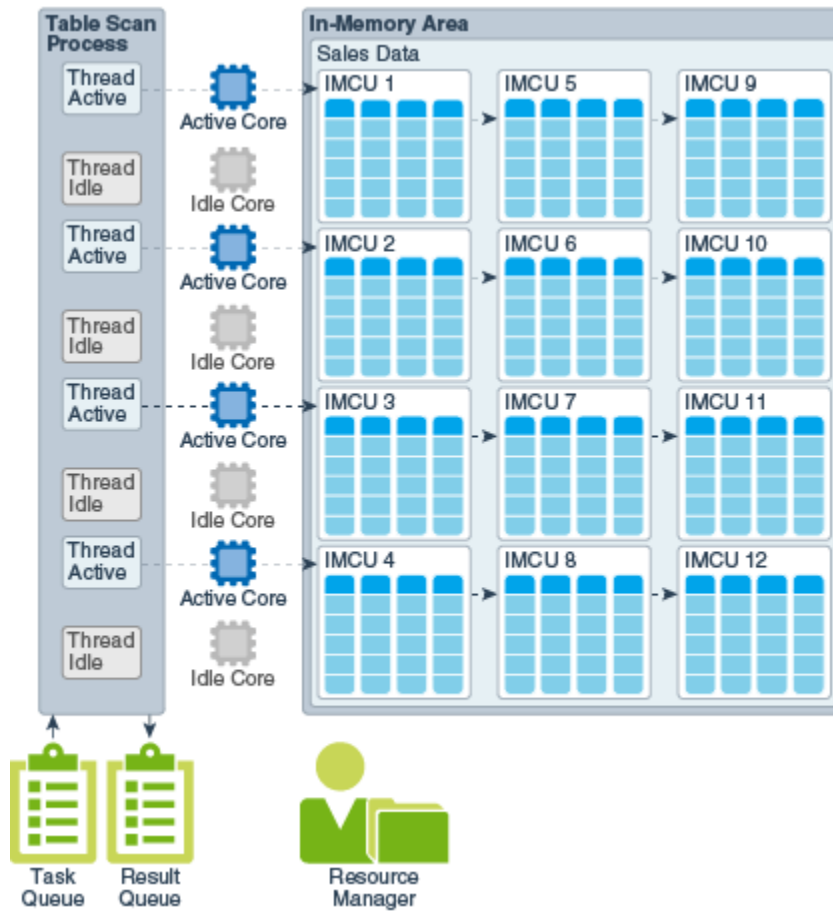 Table Scan
Process
In-Memory Area
Sales Data
Thread
Active
Active Core
IMCU 1
IMCU 5
IMCU 9
Thread
Idle
Idle Core
Thread
Active
Active Core
IMCU 2
IMCU 6
IMCU 10
Thread
Idle
Idle Core
Thread
Active
Active Core
IMCU 3
IMCU 7
IMCU 11
Thread
Idle
Idle Core
Thread
Active
Active Core
IMCU 4
IMCU 8
IMCU 12
Thread
Idle
Idle Core
Task
Queue
Result
Queue
Resource
Manager